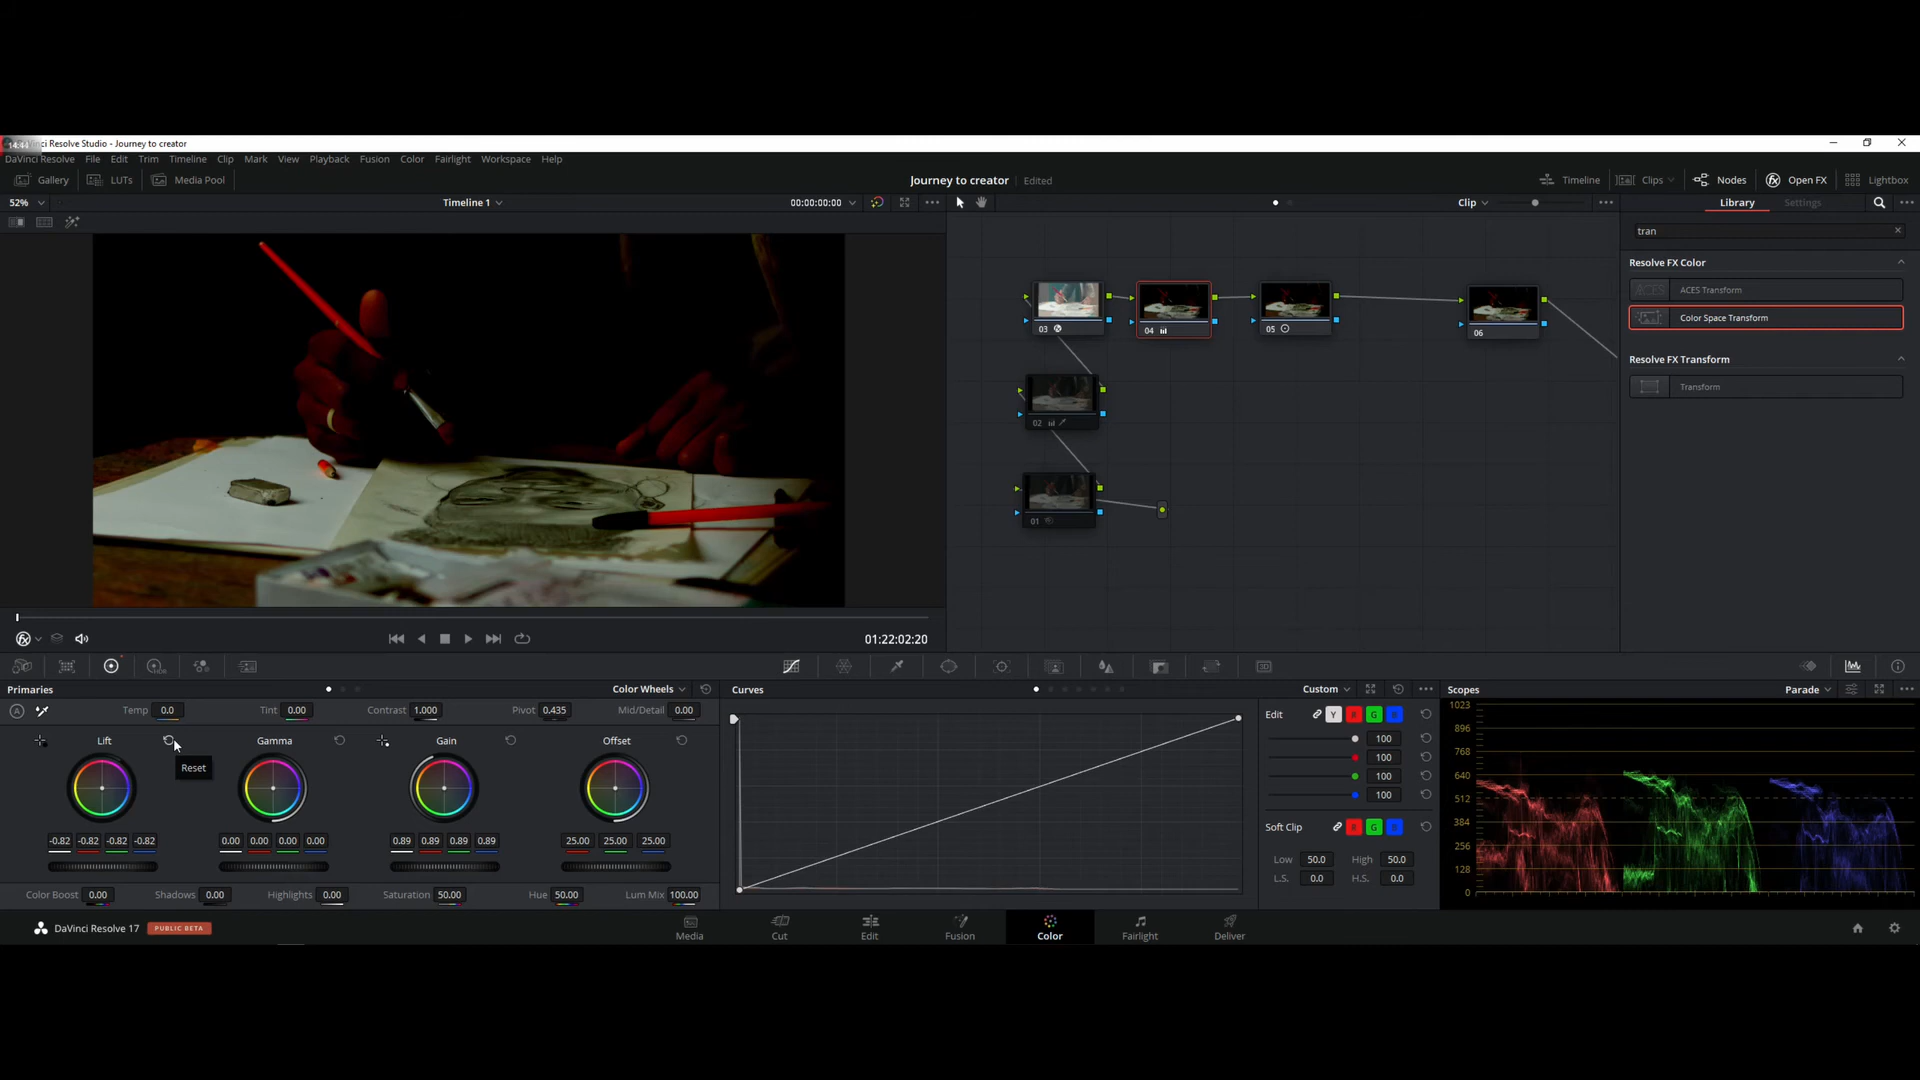 14:44
Vinci Resolve Studio - Journey to creator
DaVinci Resolve File Edit Trim Timeline Clip Mark View Playback Fusion Color Fairlight Workspace Help
Gallery LUTs Media Pool Journey to creator Edited Timeline Clips Nodes Open FX Lightbox
52% Timeline 1 00:00:00:00 Clip Library Settings
tran
Resolve FX Color
ACES ACES Transform
Color Space Transform
Resolve FX Transform
Transform
03 04 05 06
02
01
01:22:02:20
HDR 3D
Primaries Color Wheels Curves Custom Scopes Parade
A Temp 0.0 Tint 0.00 Contrast 1.000 Pivot 0.435 Mid/Detail 0.00
Lift Gamma Gain Offset
Reset
-0.82 -0.82 -0.82 -0.82 0.00 0.00 0.00 0.00 0.89 0.89 0.89 0.89 25.00 25.00 25.00
Color Boost 0.00 Shadows 0.00 Highlights 0.00 Saturation 50.00 Hue 50.00 Lum Mix 100.00
Edit Y R G B
100
100
100
100
Soft Clip R G B
Low 50.0 High 50.0
L.S. 0.0 H.S. 0.0
1023
896
768
640
512
384
256
128
0
DaVinci Resolve 17 PUBLIC BETA Media Cut Edit Fusion Color Fairlight Deliver